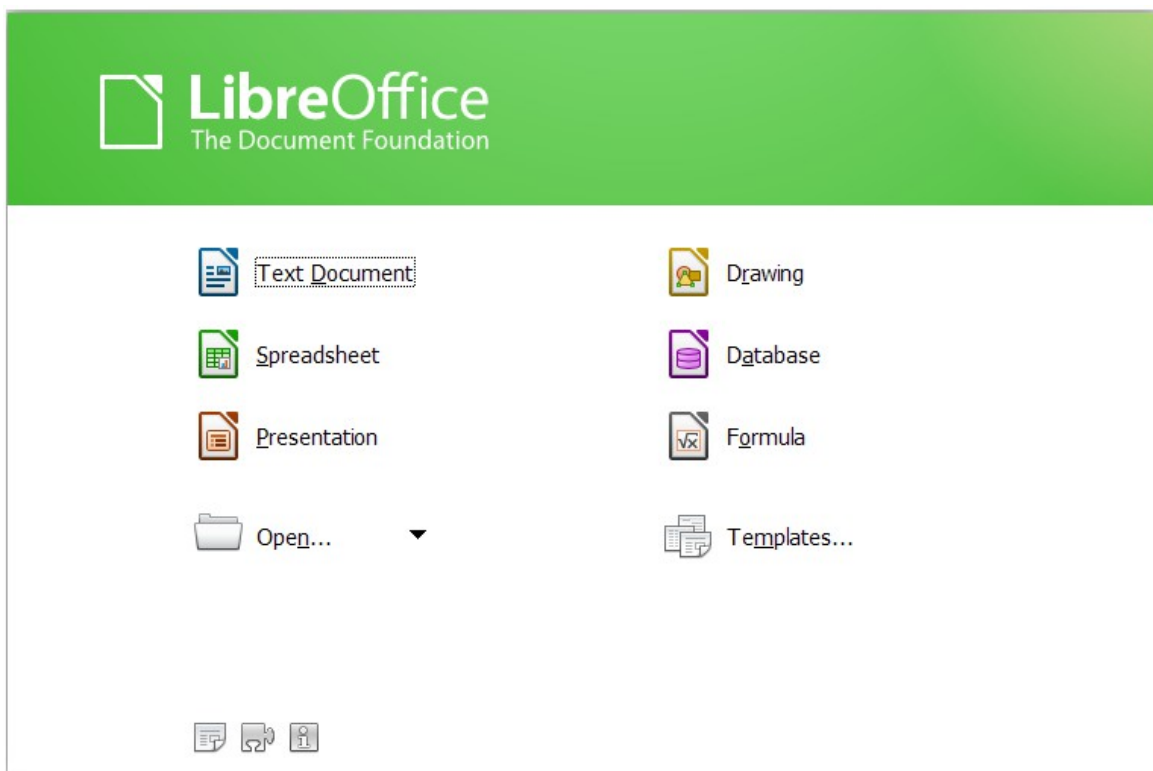 LibreOffice
The Document Foundation
Text Document
Drawing
Spreadsheet
Database
Presentation
Formula
Open...
Templates...